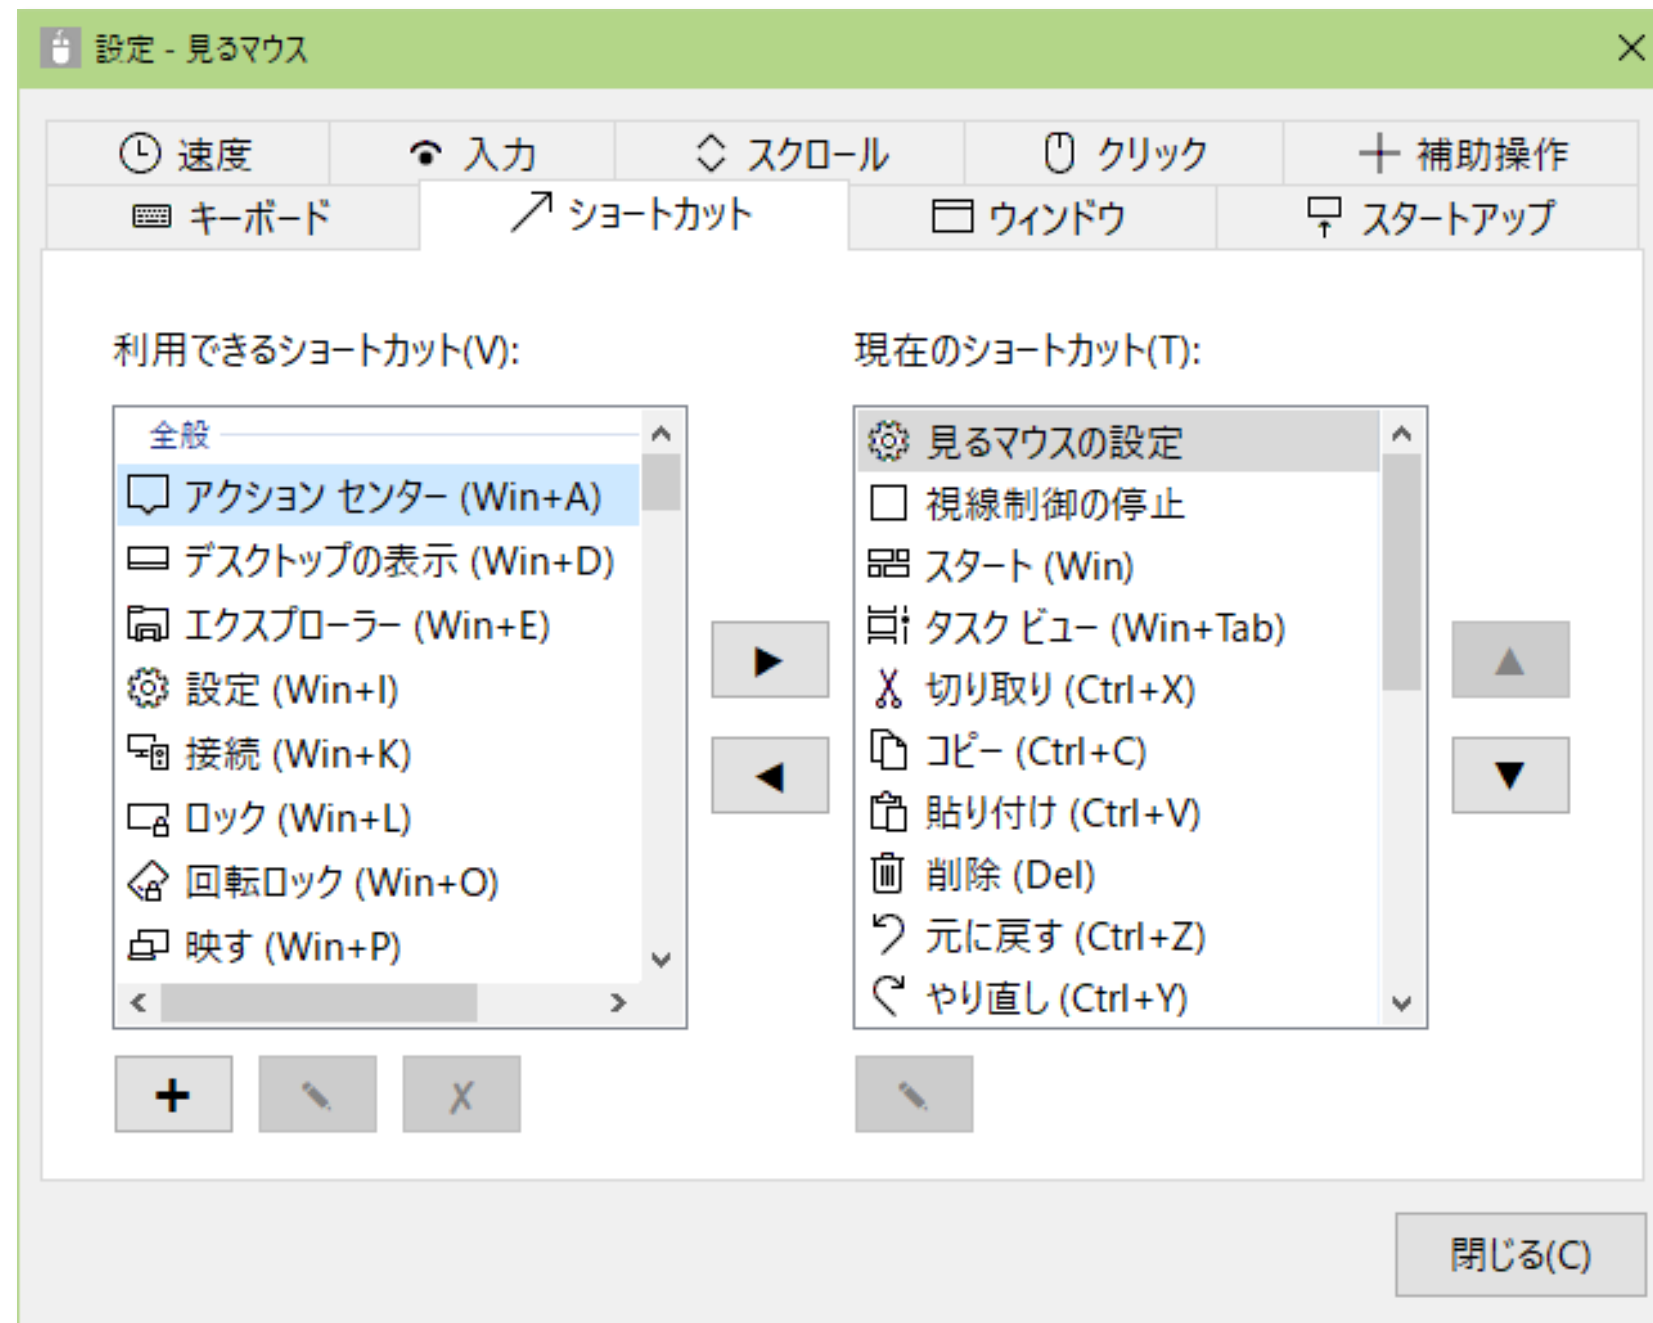 設定 - 見るマウス
速度 入力 スクロール クリック 補助操作
キーボード ショートカット ウィンドウ スタートアップ
利用できるショートカット(V):
全般
アクション センター (Win+A)
デスクトップの表示 (Win+D)
エクスプローラー (Win+E)
設定 (Win+I)
接続 (Win+K)
ロック (Win+L)
回転ロック (Win+O)
映す (Win+P)
現在のショートカット(T):
見るマウスの設定
視線制御の停止
スタート (Win)
タスク ビュー (Win+Tab)
切り取り (Ctrl+X)
コピー (Ctrl+C)
貼り付け (Ctrl+V)
削除 (Del)
元に戻す (Ctrl+Z)
やり直し (Ctrl+Y)
閉じる(C)